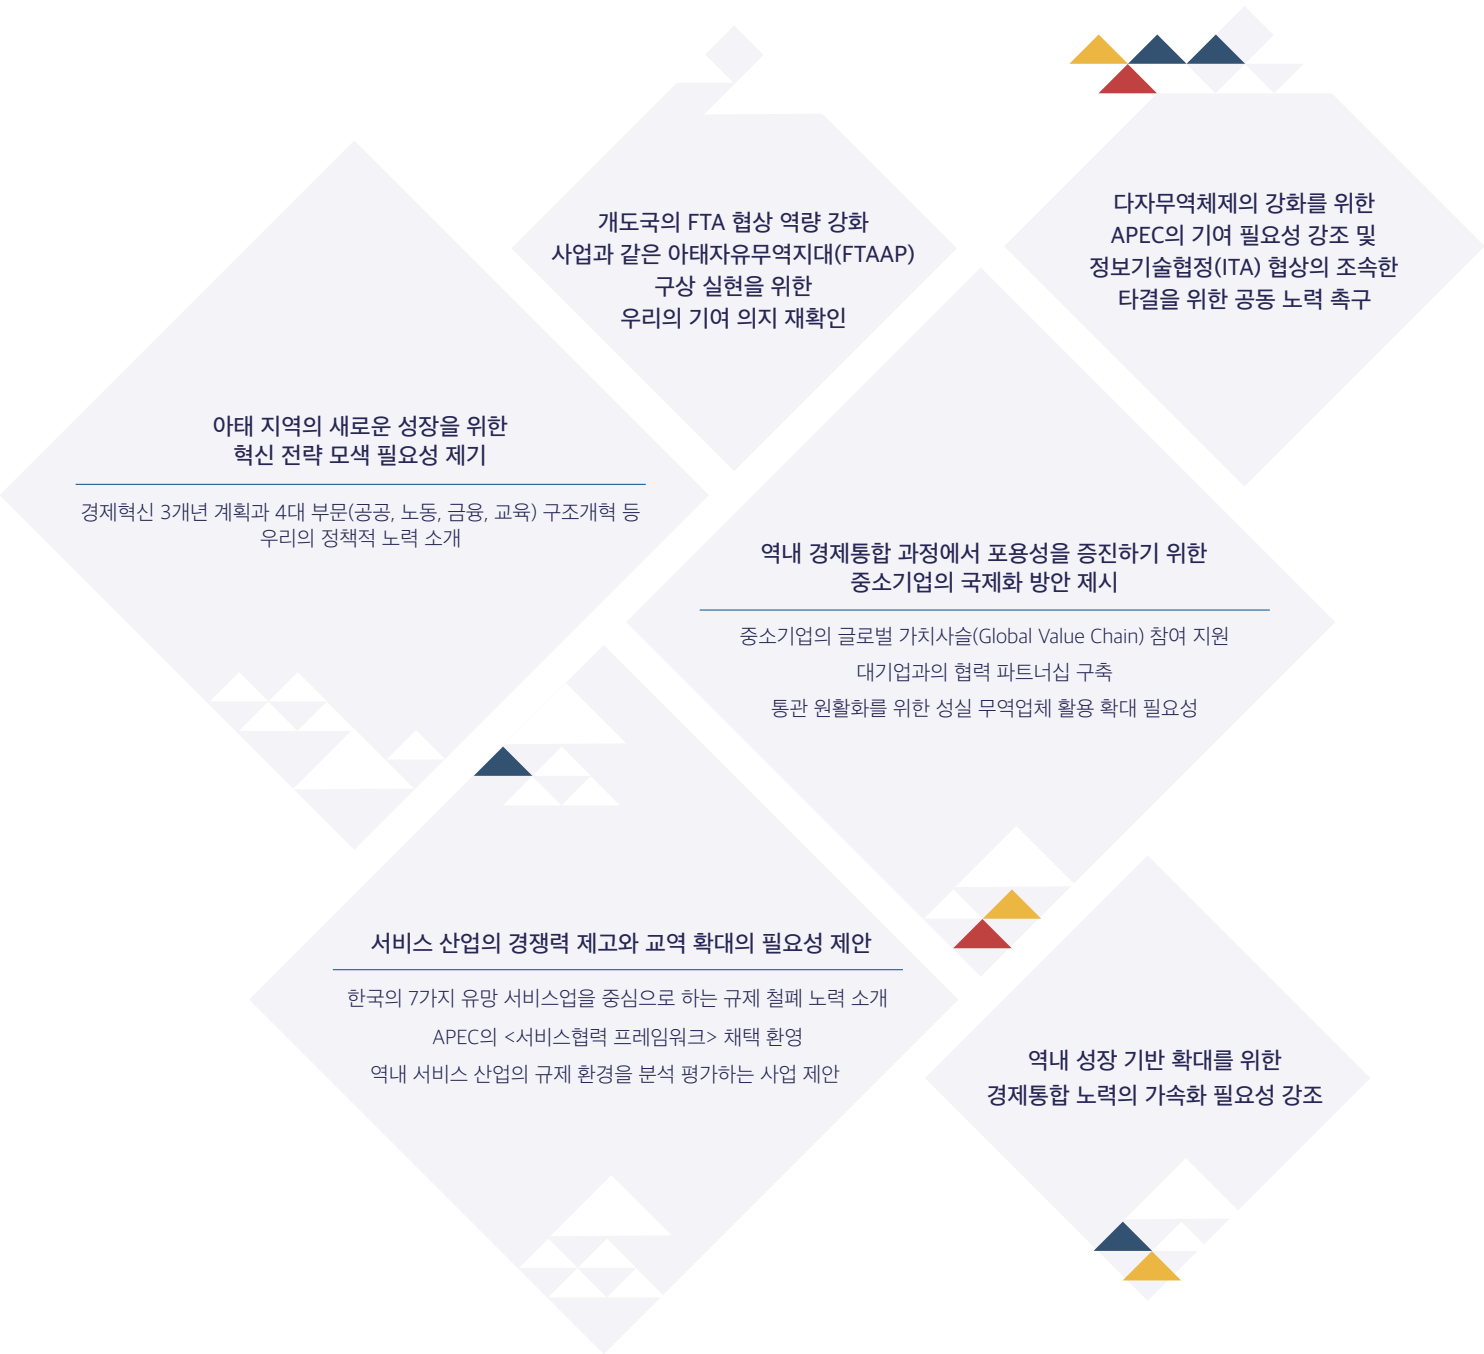 개도국의 FTA 협상 역량 강화
사업과 같은 아태자유무역지대(FTAAP)
구상 실현을 위한
우리의 기여 의지 재확인
다자무역체제의 강화를 위한
APEC의 기여 필요성 강조 및
정보기술협정(ITA) 협상의 조속한
타결을 위한 공동 노력 촉구
아태 지역의 새로운 성장을 위한
혁신 전략 모색 필요성 제기
경제혁신 3개년 계획과 4대 부문(공공, 노동, 금융, 교육) 구조개혁 등
우리의 정책적 노력 소개
역내 경제통합 과정에서 포용성을 증진하기 위한
중소기업의 국제화 방안 제시
중소기업의 글로벌 가치사슬(Global Value Chain) 참여 지원
대기업과의 협력 파트너십 구축
통관 원활화를 위한 성실 무역업체 활용 확대 필요성
서비스 산업의 경쟁력 제고와 교역 확대의 필요성 제안
한국의 7가지 유망 서비스업을 중심으로 하는 규제 철폐 노력 소개
APEC의 <서비스협력 프레임워크> 채택 환영
역내 서비스 산업의 규제 환경을 분석 평가하는 사업 제안
역내 성장 기반 확대를 위한
경제통합 노력의 가속화 필요성 강조